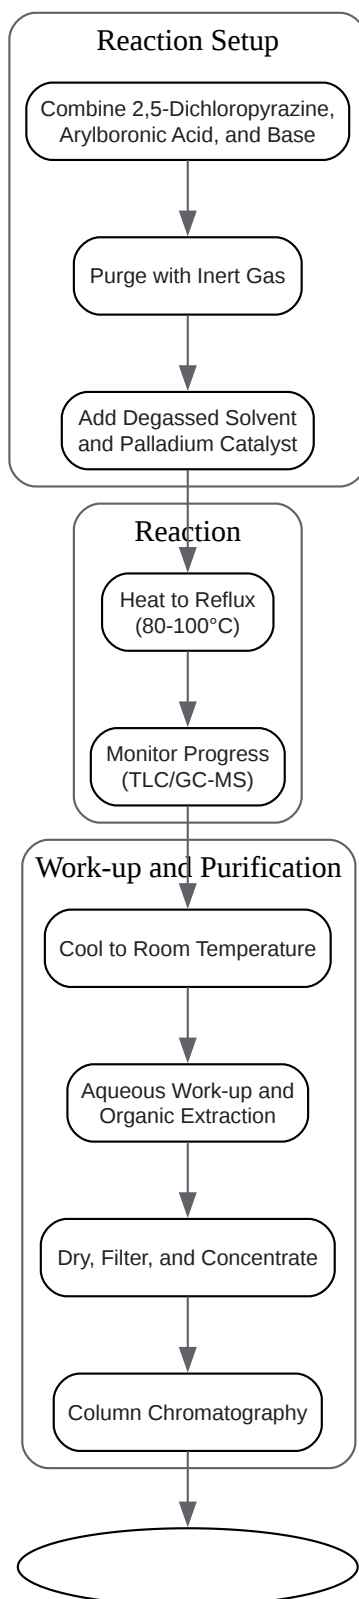 Reaction Setup
Combine 2,5-Dichloropyrazine,
Arylboronic Acid, and Base
Purge with Inert Gas
Add Degassed Solvent
and Palladium Catalyst
Reaction
Heat to Reflux
(80-100°C)
Monitor Progress
(TLC/GC-MS)
Work-up and Purification
Cool to Room Temperature
Aqueous Work-up and
Organic Extraction
Dry, Filter, and Concentrate
Column Chromatography